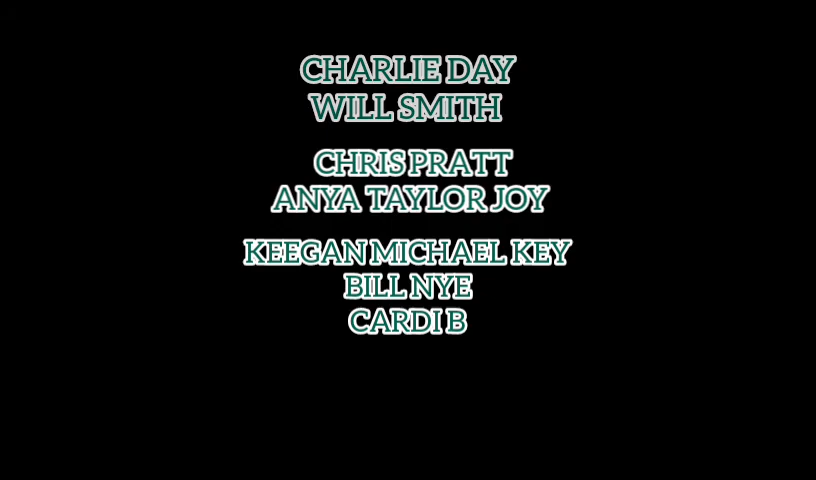 CHARLIE DAY
WILL SMITH
CHRIS PRATT
ANYA TAYLOR JOY
KEEGAN MICHAEL KEY
BILL NYE
CARDI B